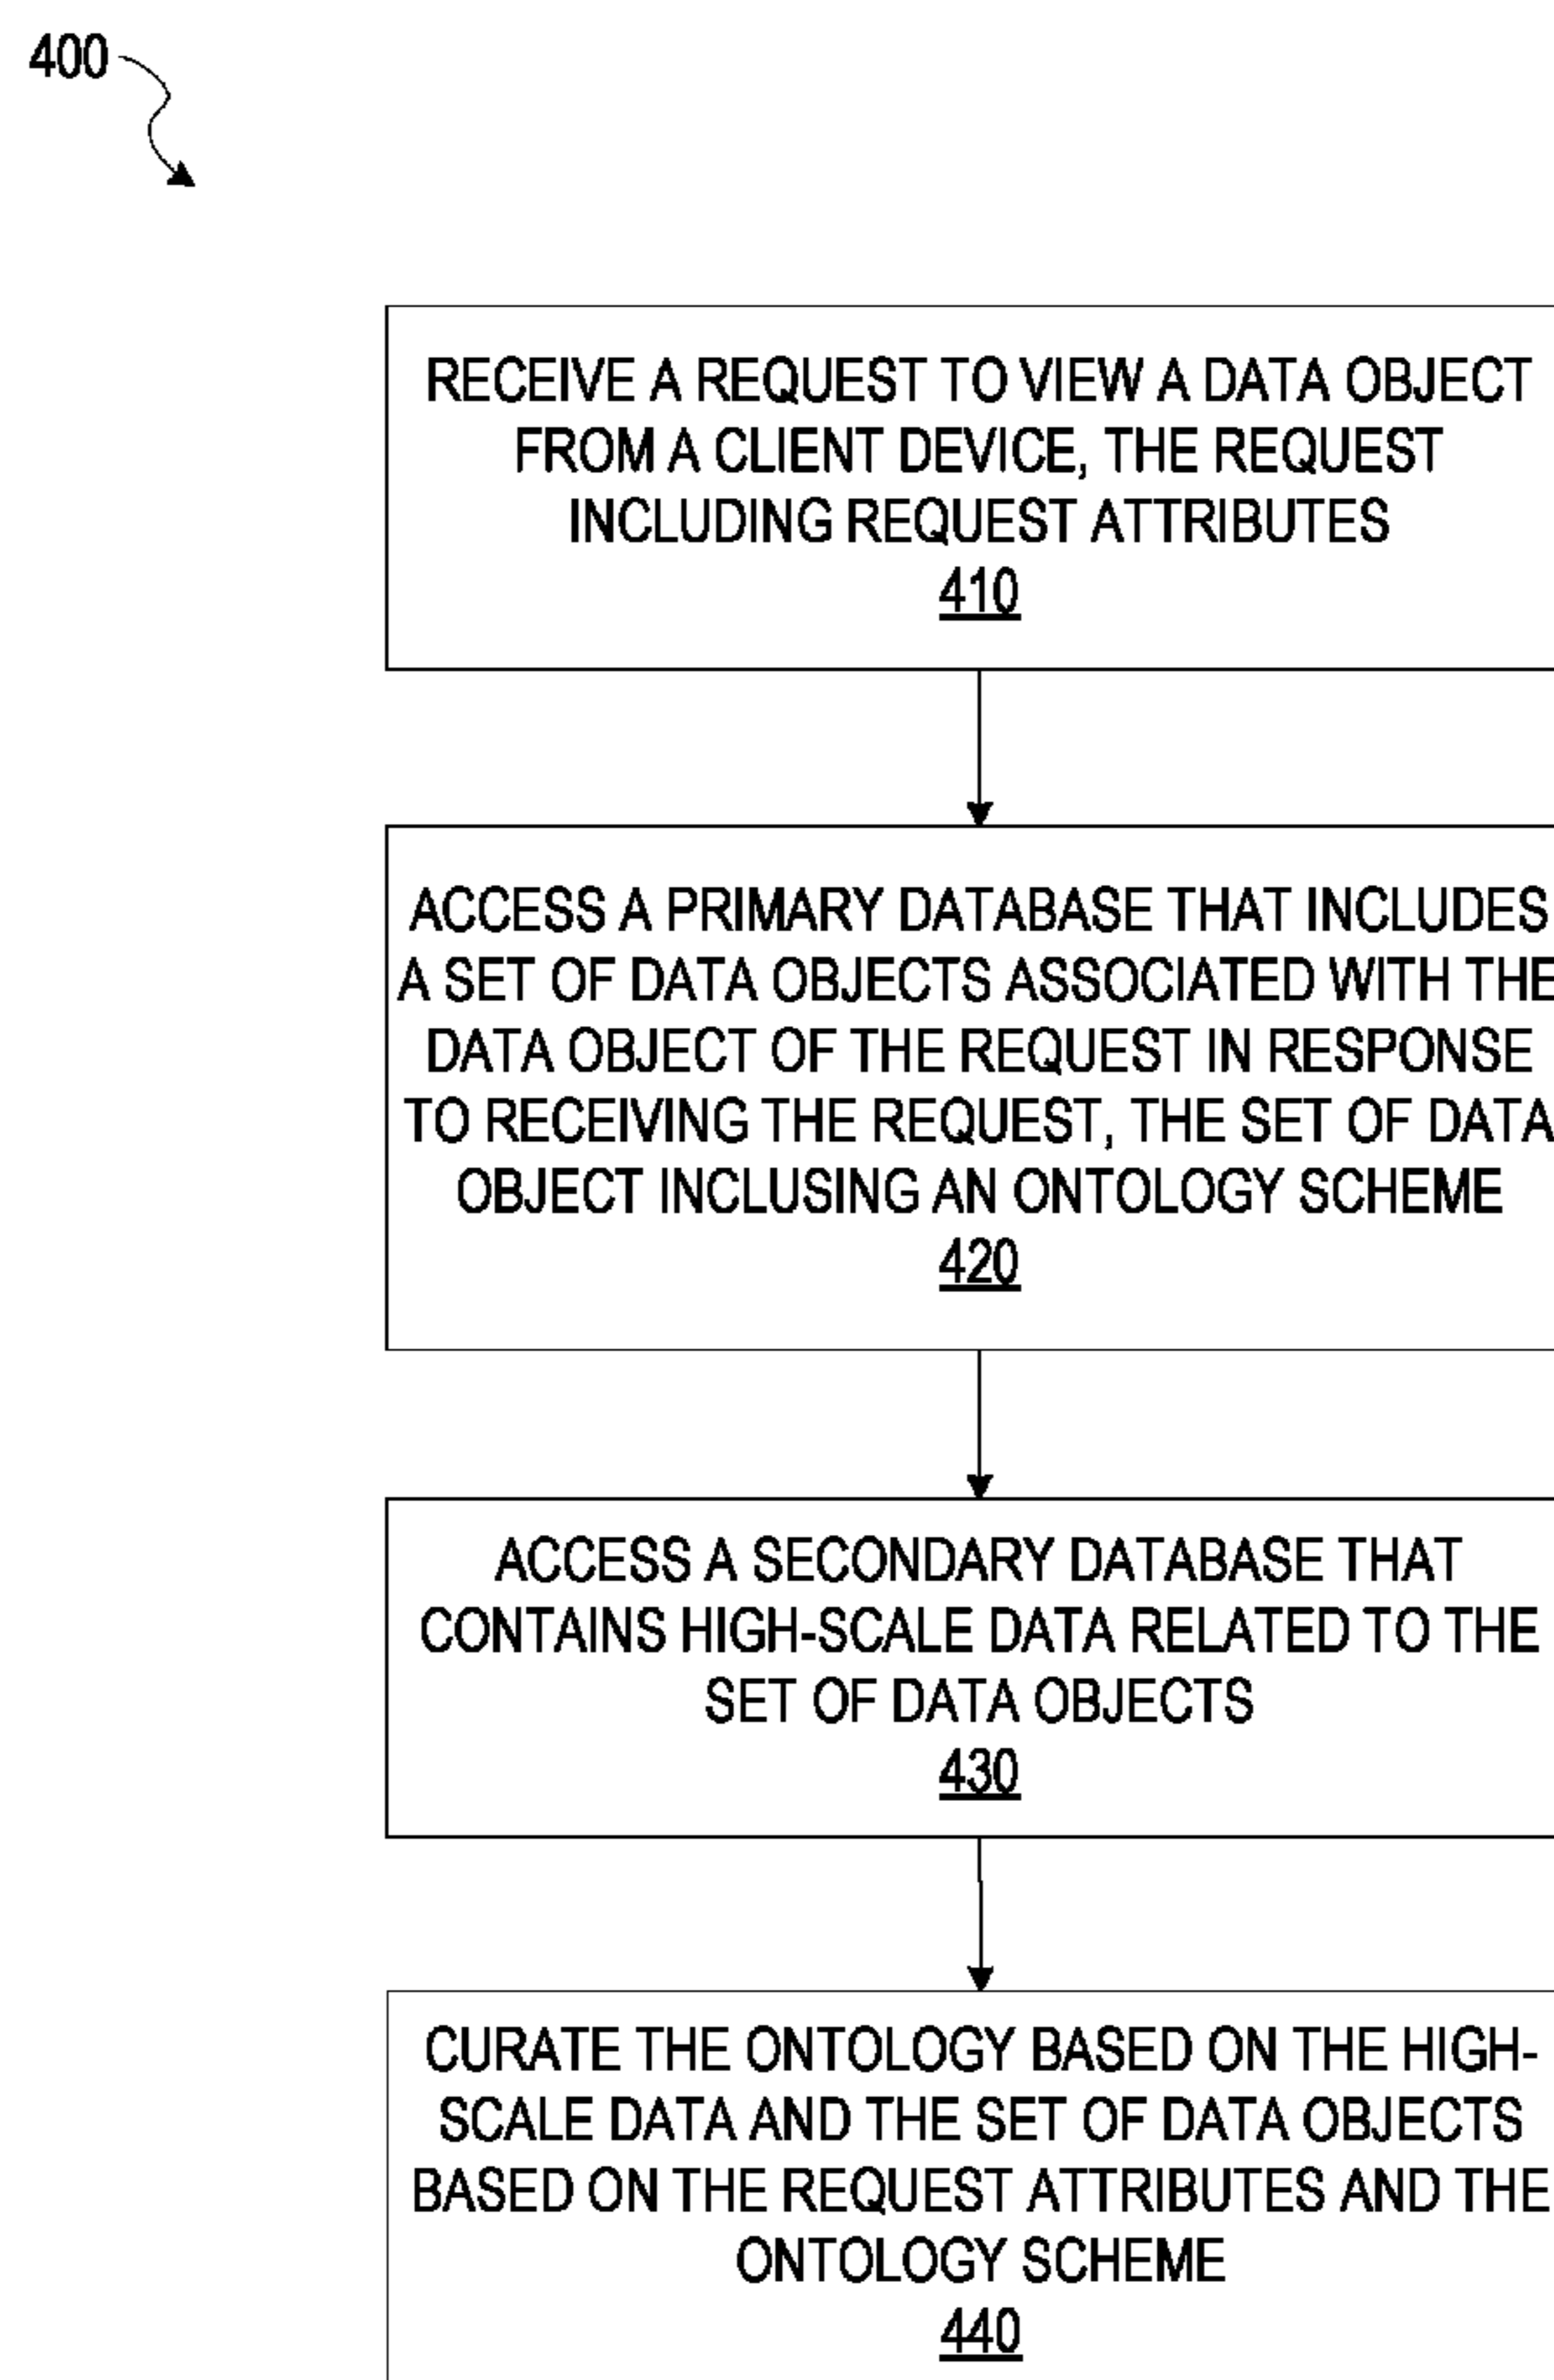 400
RECEIVE A REQUEST TO VIEW A DATA OBJECT
FROM A CLIENT DEVICE, THE REQUEST
INCLUDING REQUEST ATTRIBUTES
410
ACCESS A PRIMARY DATABASE THAT INCLUDES
A SET OF DATA OBJECTS ASSOCIATED WITH THE
DATA OBJECT OF THE REQUEST IN RESPONSE
TO RECEIVING THE REQUEST, THE SET OF DATA
OBJECT INCLUSING AN ONTOLOGY SCHEME
420
ACCESS A SECONDARY DATABASE THAT
CONTAINS HIGH-SCALE DATA RELATED TO THE
SET OF DATA OBJECTS
430
CURATE THE ONTOLOGY BASED ON THE HIGH-
SCALE DATA AND THE SET OF DATA OBJECTS
BASED ON THE REQUEST ATTRIBUTES AND THE
ONTOLOGY SCHEME
440